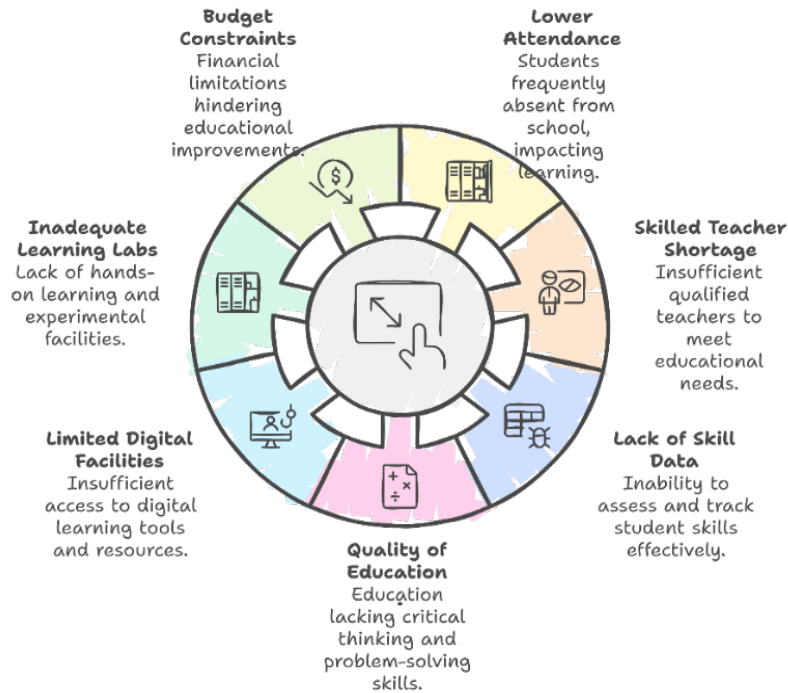 Budget
Constraints
Financial
limitations
hindering
educational
improvements.
Lower
Attendance
Students
frequently
absent from
school,
impacting
learning.
$
Inadequate
Learning Labs
Lack of hands-
on learning and
experimental
facilities.
Skilled Teacher
Shortage
Insufficient
qualified
teachers to
meet
educational
needs.
Limited Digital
Facilities
Insufficient
access to digital
learning tools
and resources.
Lack of Skill
Data
Inability to
assess and track
student skills
effectively.
Quality of
Education
Education
lacking critical
thinking and
problem-solving
skills.